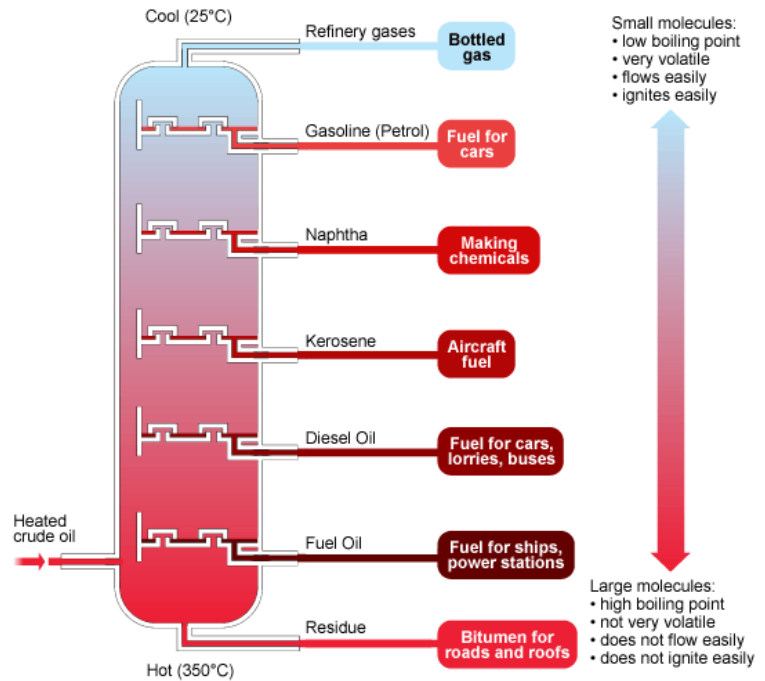 Cool (25°C)
Refinery gases
Bottled
gas
Gasoline (Petrol)
Fuel for
cars
Naphtha
Making
chemicals
Kerosene
Aircraft
fuel
Diesel Oil
Fuel for cars,
lorries, buses
Heated
crude oil
Fuel Oil
Fuel for ships,
power stations
Residue
Bitumen for
roads and roofs
Hot (350°C)
Small molecules:
• low boiling point
• very volatile
• flows easily
• ignites easily
Large molecules:
• high boiling point
• not very volatile
• does not flow easily
• does not ignite easily